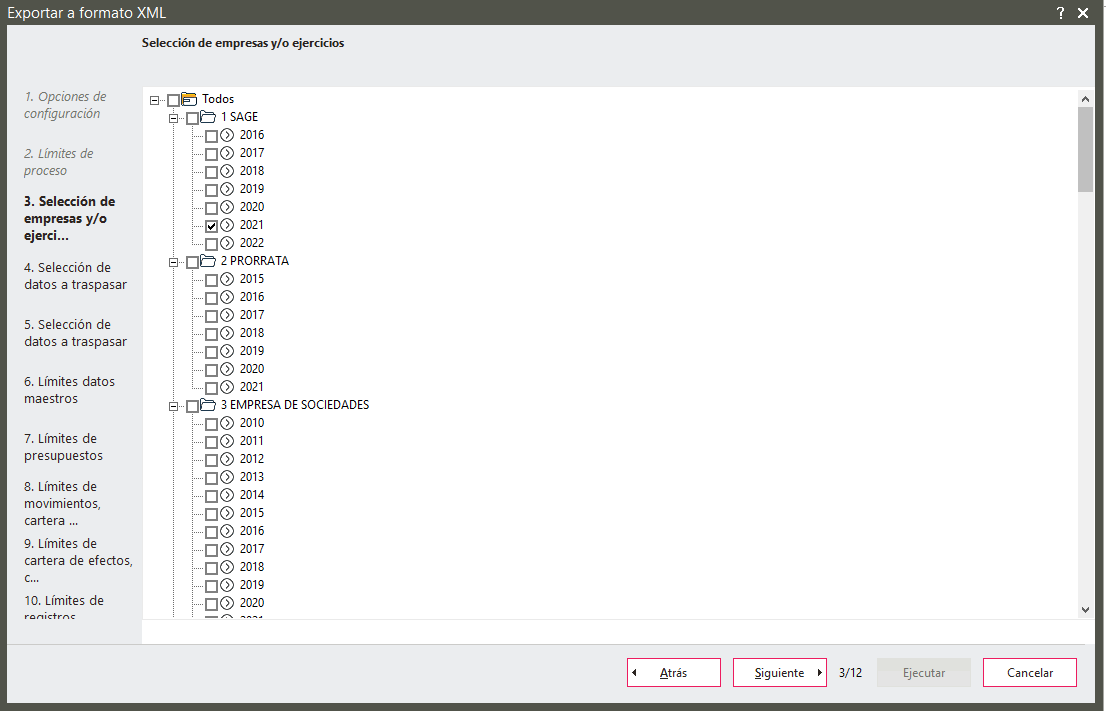 Exportar a formato XML
?
Selección de empresas y/o ejercicios
1. Opciones de
configuración
2. Límites de
proceso
3. Selección de
empresas y/o
ejerci...
4. Selección de
datos a traspasar
5. Selección de
datos a traspasar
6. Límites datos
maestros
7. Límites de
presupuestos
8. Límites de
movimientos,
cartera ...
9. Límites de
cartera de efectos,
c...
10. Límites de
registros
Todos
1 SAGE
2016
2017
2018
2019
2020
2021
2022
2 PRORRATA
2015
2016
2017
2018
2019
2020
2021
3 EMPRESA DE SOCIEDADES
2010
2011
2012
2013
2014
2015
2016
2017
2018
2019
2020
2021
Atrás
Siguiente
3/12
Ejecutar
Cancelar